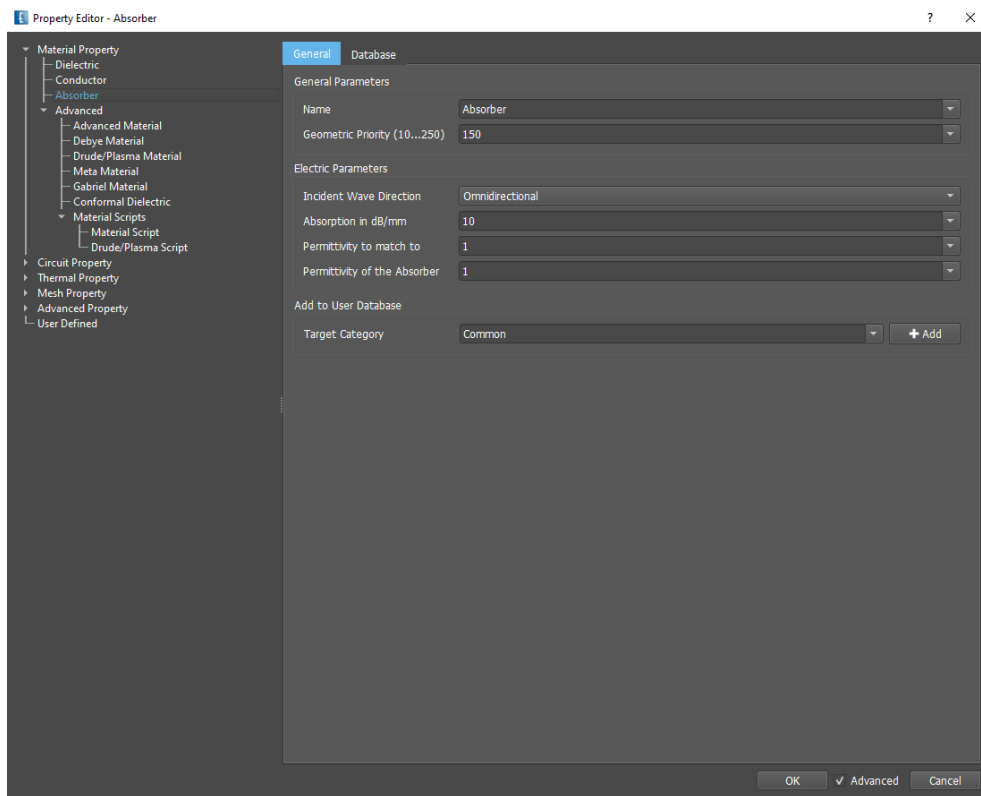 Property Editor - Absorber
?
Material Property
Dielectric
Conductor
Absorber
Advanced
Advanced Material
Debye Material
Drude/Plasma Material
Meta Material
Gabriel Material
Conformal Dielectric
Material Scripts
Material Script
Drude/Plasma Script
Circuit Property
Thermal Property
Mesh Property
Advanced Property
User Defined
General Database
General Parameters
Name Absorber
Geometric Priority (10...250) 150
Electric Parameters
Incident Wave Direction Omnidirectional
Absorption in dB/mm 10
Permittivity to match to 1
Permittivity of the Absorber 1
Add to User Database
Target Category Common + Add
OK ✓ Advanced Cancel